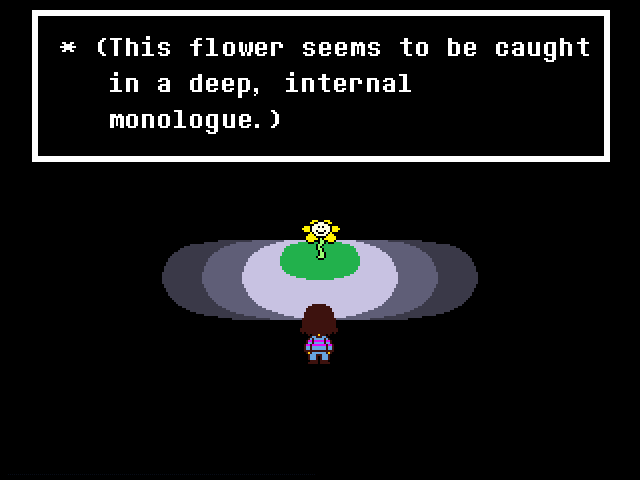 * (This flower seems to be caught
in a deep, internal
monologue.)